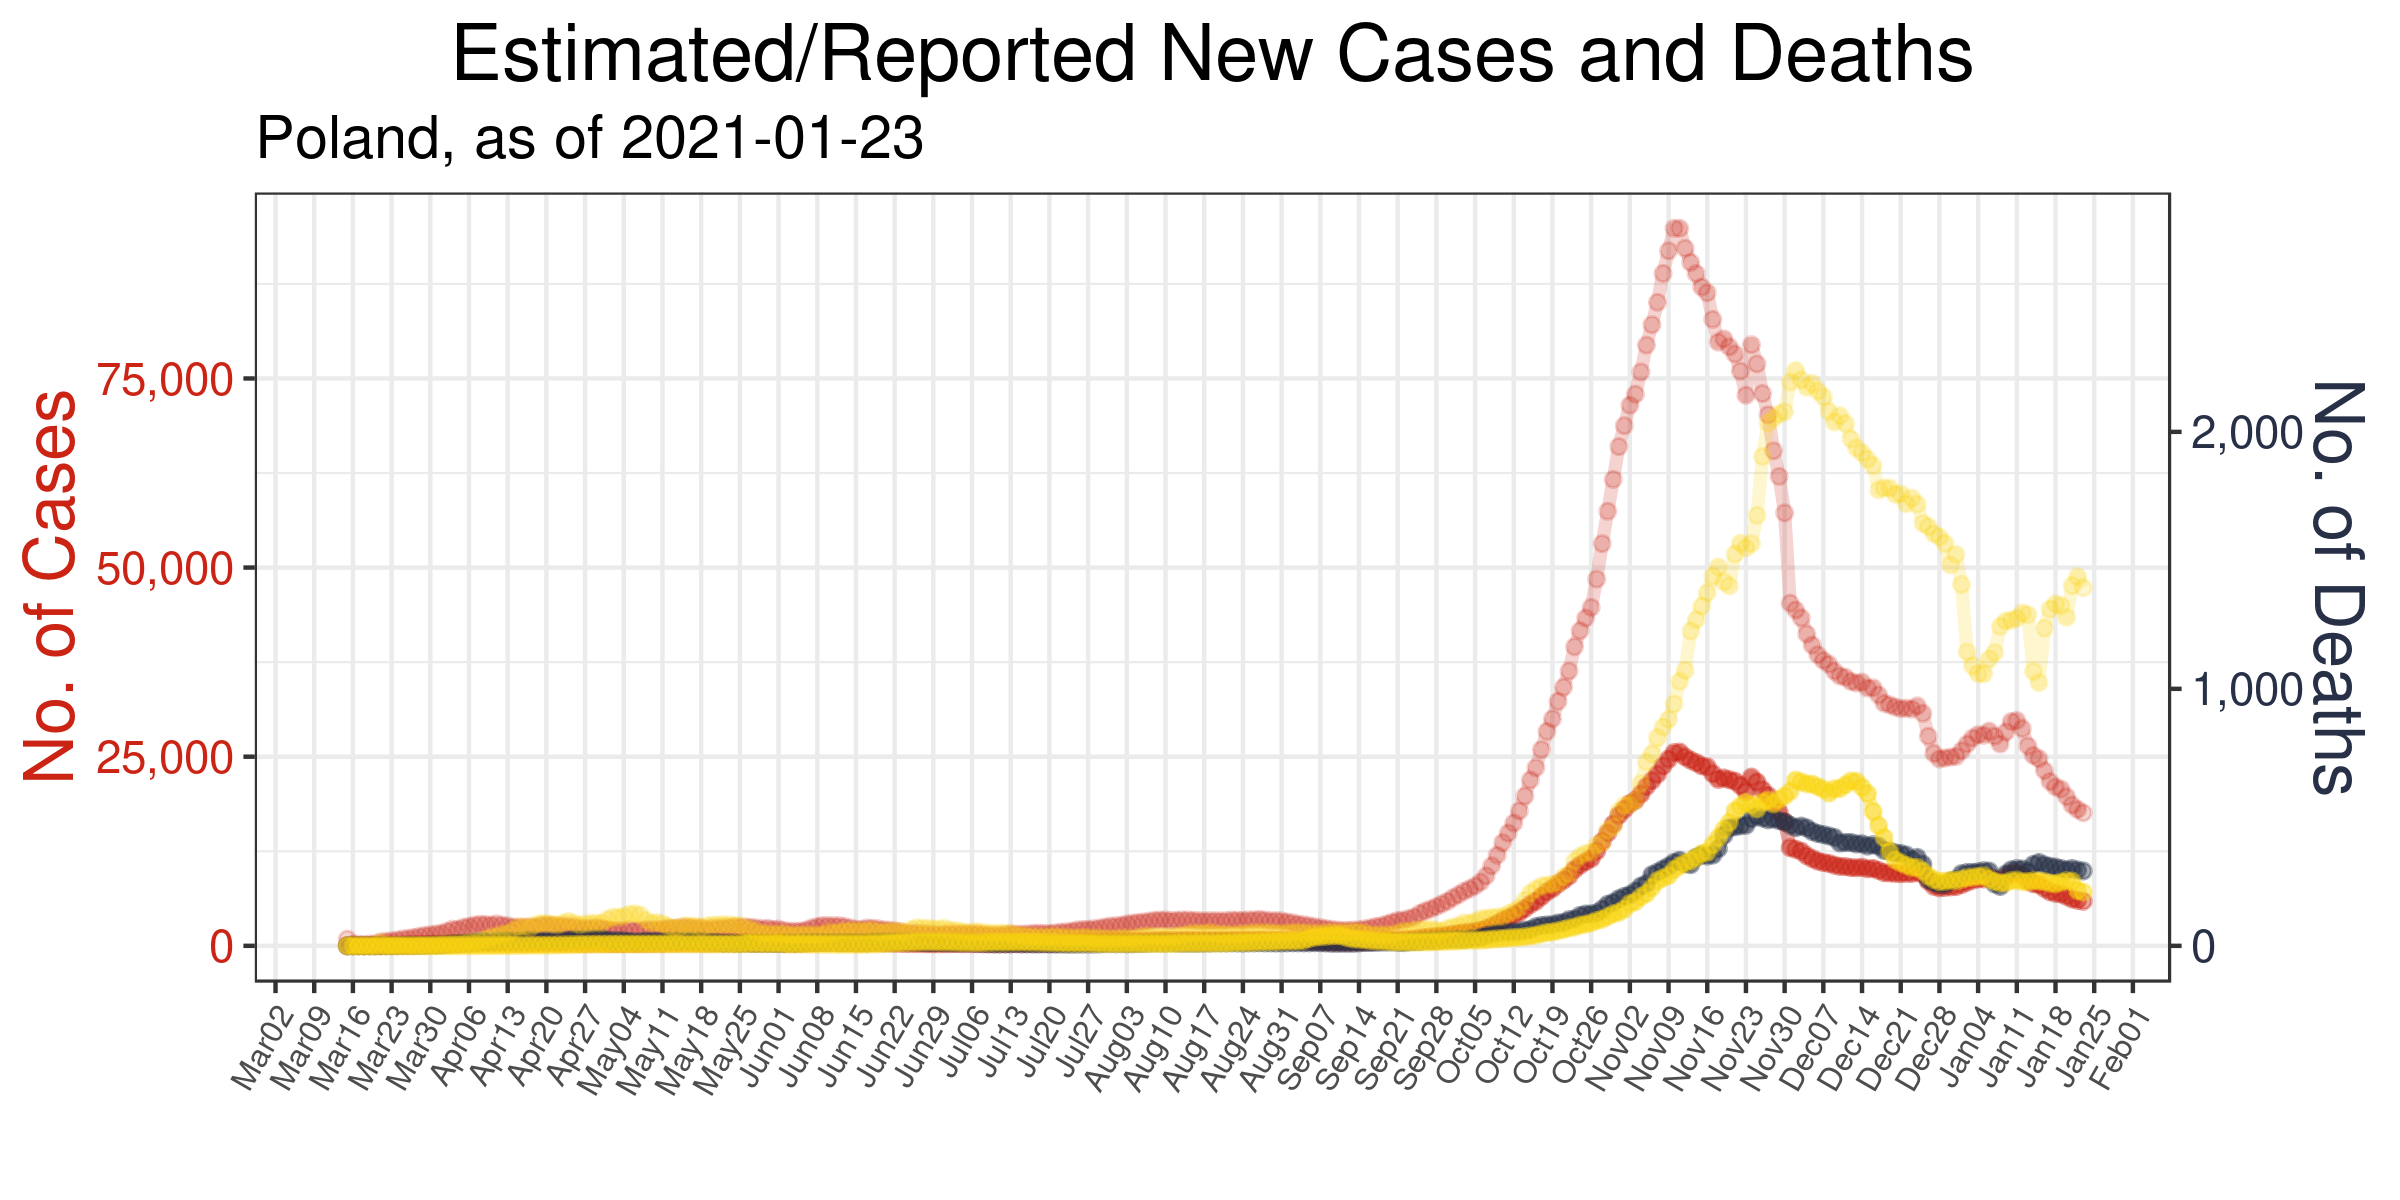 Estimated/Reported New Cases and Deaths
Poland, as of 2021-01-23
No. of Cases
75,000
50,000
25,000
0
2,000
1,000
0
No. of Deaths
Mar02
Mar09
Mar16
Mar23
Mar30
Apr06
Apr13
Apr20
Apr27
May04
May11
May18
May25
Jun01
Jun08
Jun15
Jun22
Jun29
Jul06
Jul13
Jul20
Jul27
Aug03
Aug10
Aug17
Aug24
Aug31
Sep07
Sep14
Sep21
Sep28
Oct05
Oct12
Oct19
Oct26
Nov02
Nov09
Nov16
Nov23
Nov30
Dec07
Dec14
Dec21
Dec28
Jan04
Jan11
Jan18
Jan25
Feb01